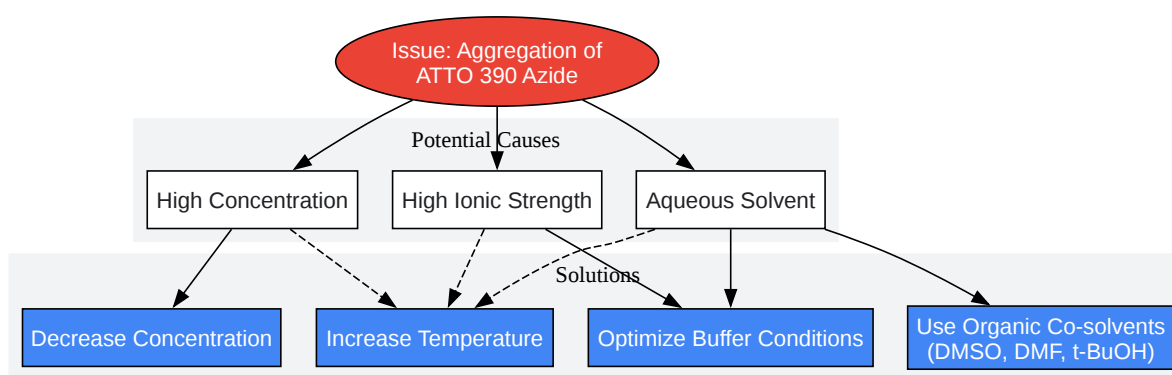 Issue: Aggregation of
ATTO 390 Azide
Potential Causes
High Concentration
High Ionic Strength
Aqueous Solvent
Solutions
Decrease Concentration
Increase Temperature
Optimize Buffer Conditions
Use Organic Co-solvents
(DMSO, DMF, t-BuOH)